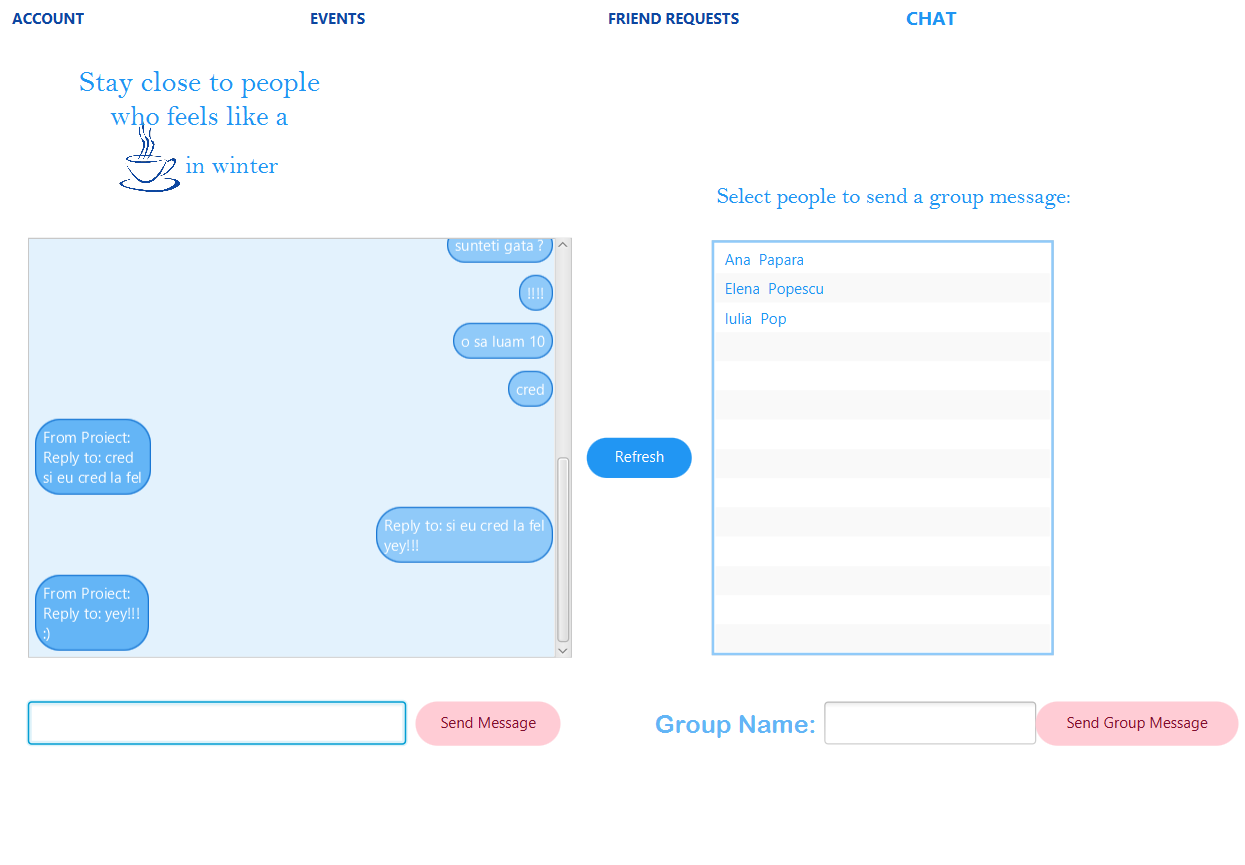 ACCOUNT
EVENTS
FRIEND REQUESTS
CHAT
Stay close to people
who feels like a
in winter
Select people to send a group message:
sunteti gata ?
!!!!
o sa luam 10
cred
From Proiect:
Reply to: cred
si eu cred la fel
Reply to: si eu cred la fel
yey!!!
From Proiect:
Reply to: yey!!!
;)
Refresh
Ana  Papara
Elena  Popescu
Iulia  Pop
Send Message
Group Name:
Send Group Message